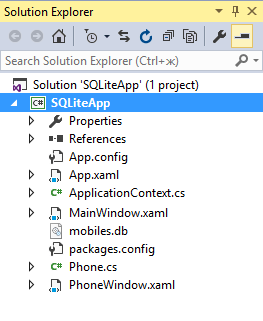 Solution Explorer
Search Solution Explorer (Ctrl+ж)
Solution 'SQLiteApp' (1 project)
C# SQLiteApp
Properties
References
App.config
App.xaml
C# ApplicationContext.cs
MainWindow.xaml
mobiles.db
packages.config
C# Phone.cs
PhoneWindow.xaml